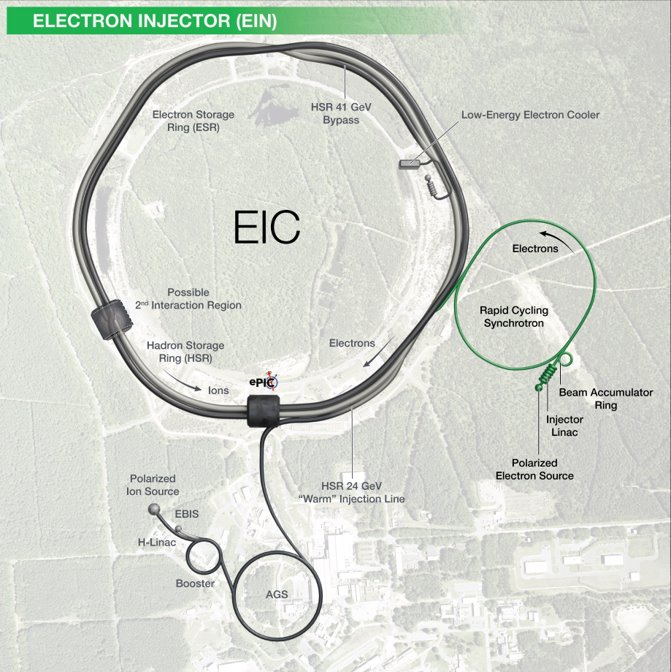 ELECTRON INJECTOR (EIN)
Electron Storage
Ring (ESR)
HSR 41 GeV
Bypass
Low-Energy Electron Cooler
EIC
Electrons
Rapid Cycling
Synchrotron
Possible
2nd Interaction Region
Hadron Storage
Ring (HSR)
Ions
Electrons
ePIC
Beam Accumulator
Ring
Injector
Linac
Polarized
Electron Source
HSR 24 GeV
“Warm” Injection Line
Polarized
Ion Source
EBIS
H-Linac
Booster
AGS